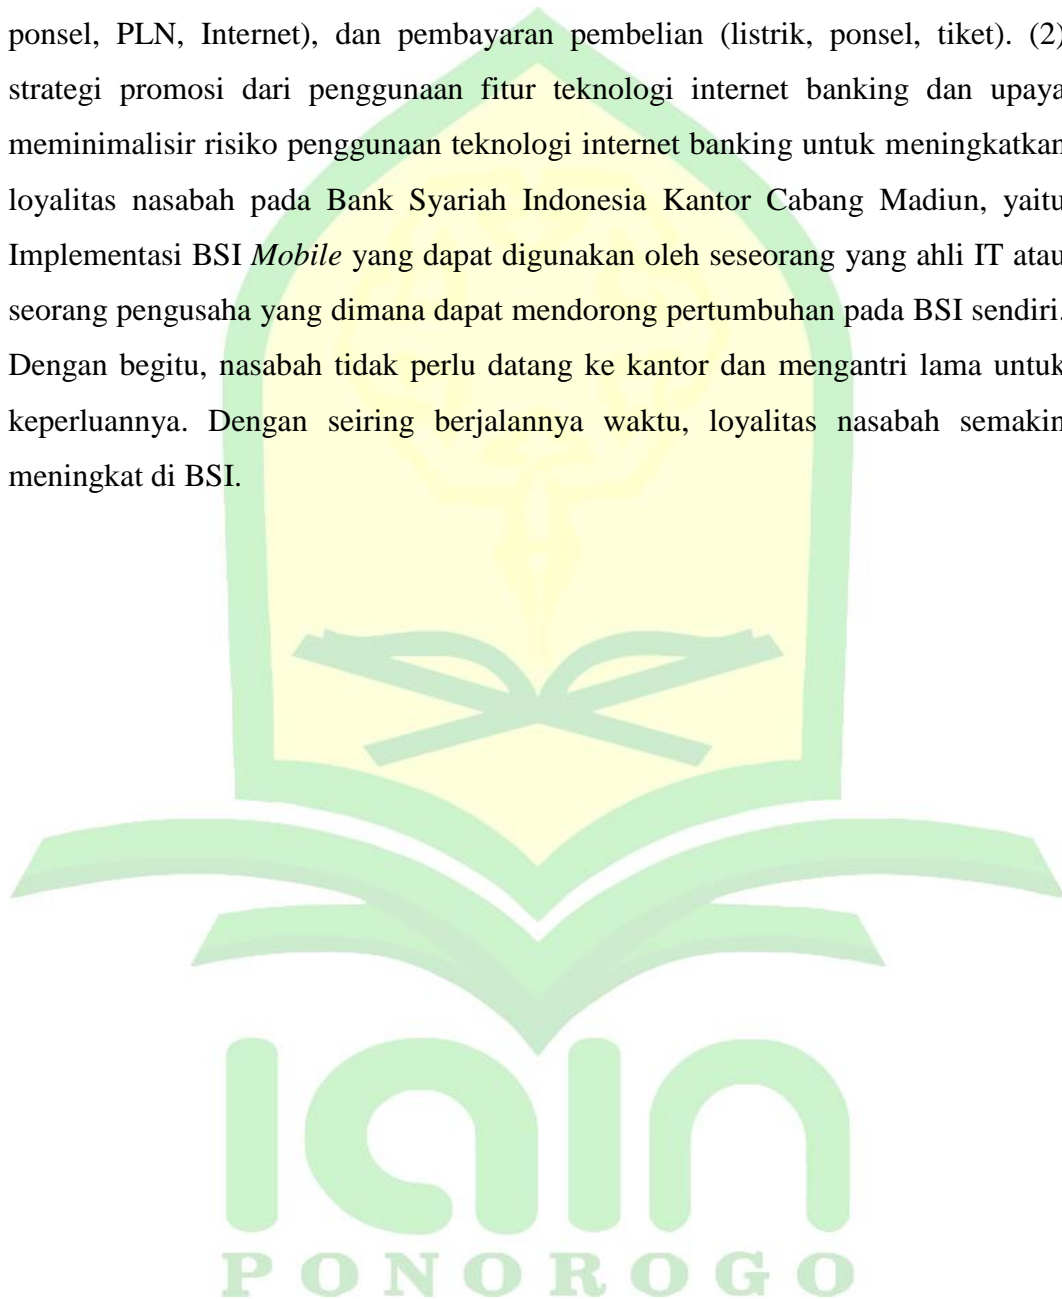 ponsel, PLN, Internet), dan pembayaran pembelian (listrik, ponsel, tiket). (2)
strategi promosi dari penggunaan fitur teknologi internet banking dan upaya
meminimalisir risiko penggunaan teknologi internet banking untuk meningkatkan
loyalitas nasabah pada Bank Syariah Indonesia Kantor Cabang Madiun, yaitu
Implementasi BSI Mobile yang dapat digunakan oleh seseorang yang ahli IT atau
seorang pengusaha yang dimana dapat mendorong pertumbuhan pada BSI sendiri.
Dengan begitu, nasabah tidak perlu datang ke kantor dan mengantri lama untuk
keperluannya. Dengan seiring berjalannya waktu, loyalitas nasabah semakin
meningkat di BSI.
iain
PONOROGO